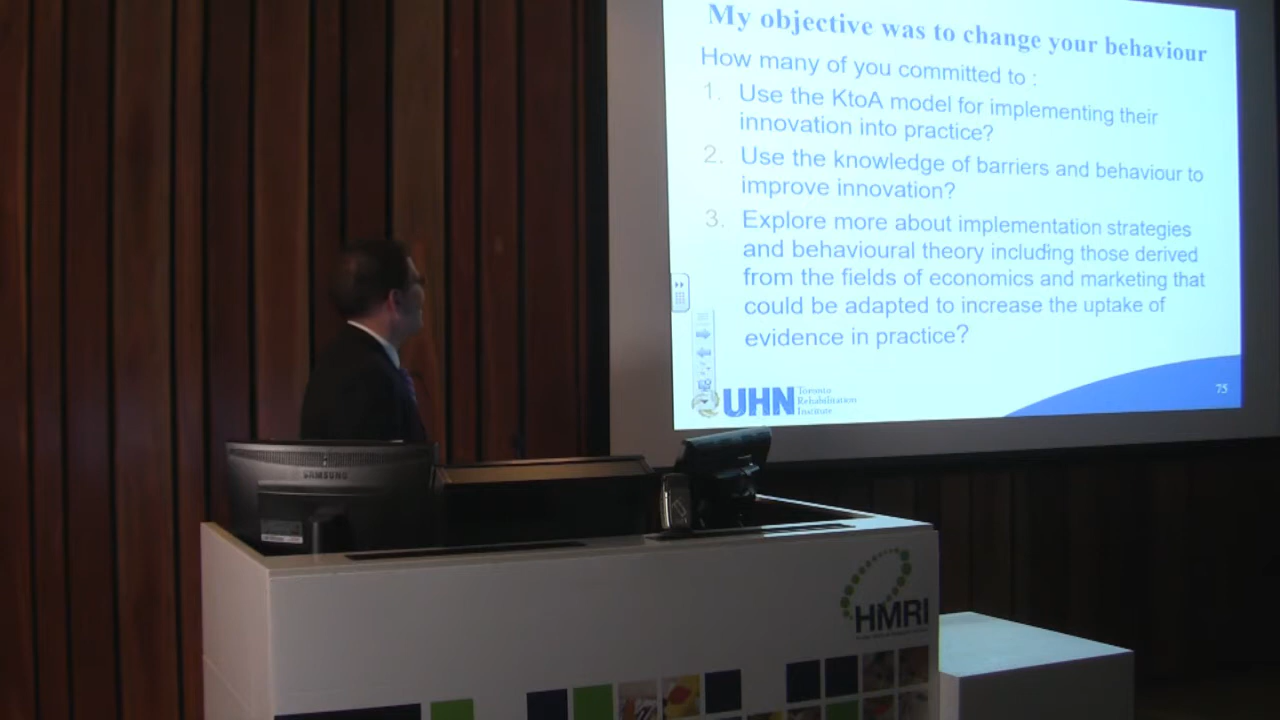 My objective was to change your behaviour
How many of you committed to :
1. Use the KtoA model for implementing their
innovation into practice?
2. Use the knowledge of barriers and behaviour to
improve innovation?
3. Explore more about implementation strategies
and behavioural theory including those derived
from the fields of economics and marketing that
could be adapted to increase the uptake of
evidence in practice?
UHN
Toronto
Rehabilitation
Institute
75
SAMSUNG
HMRI